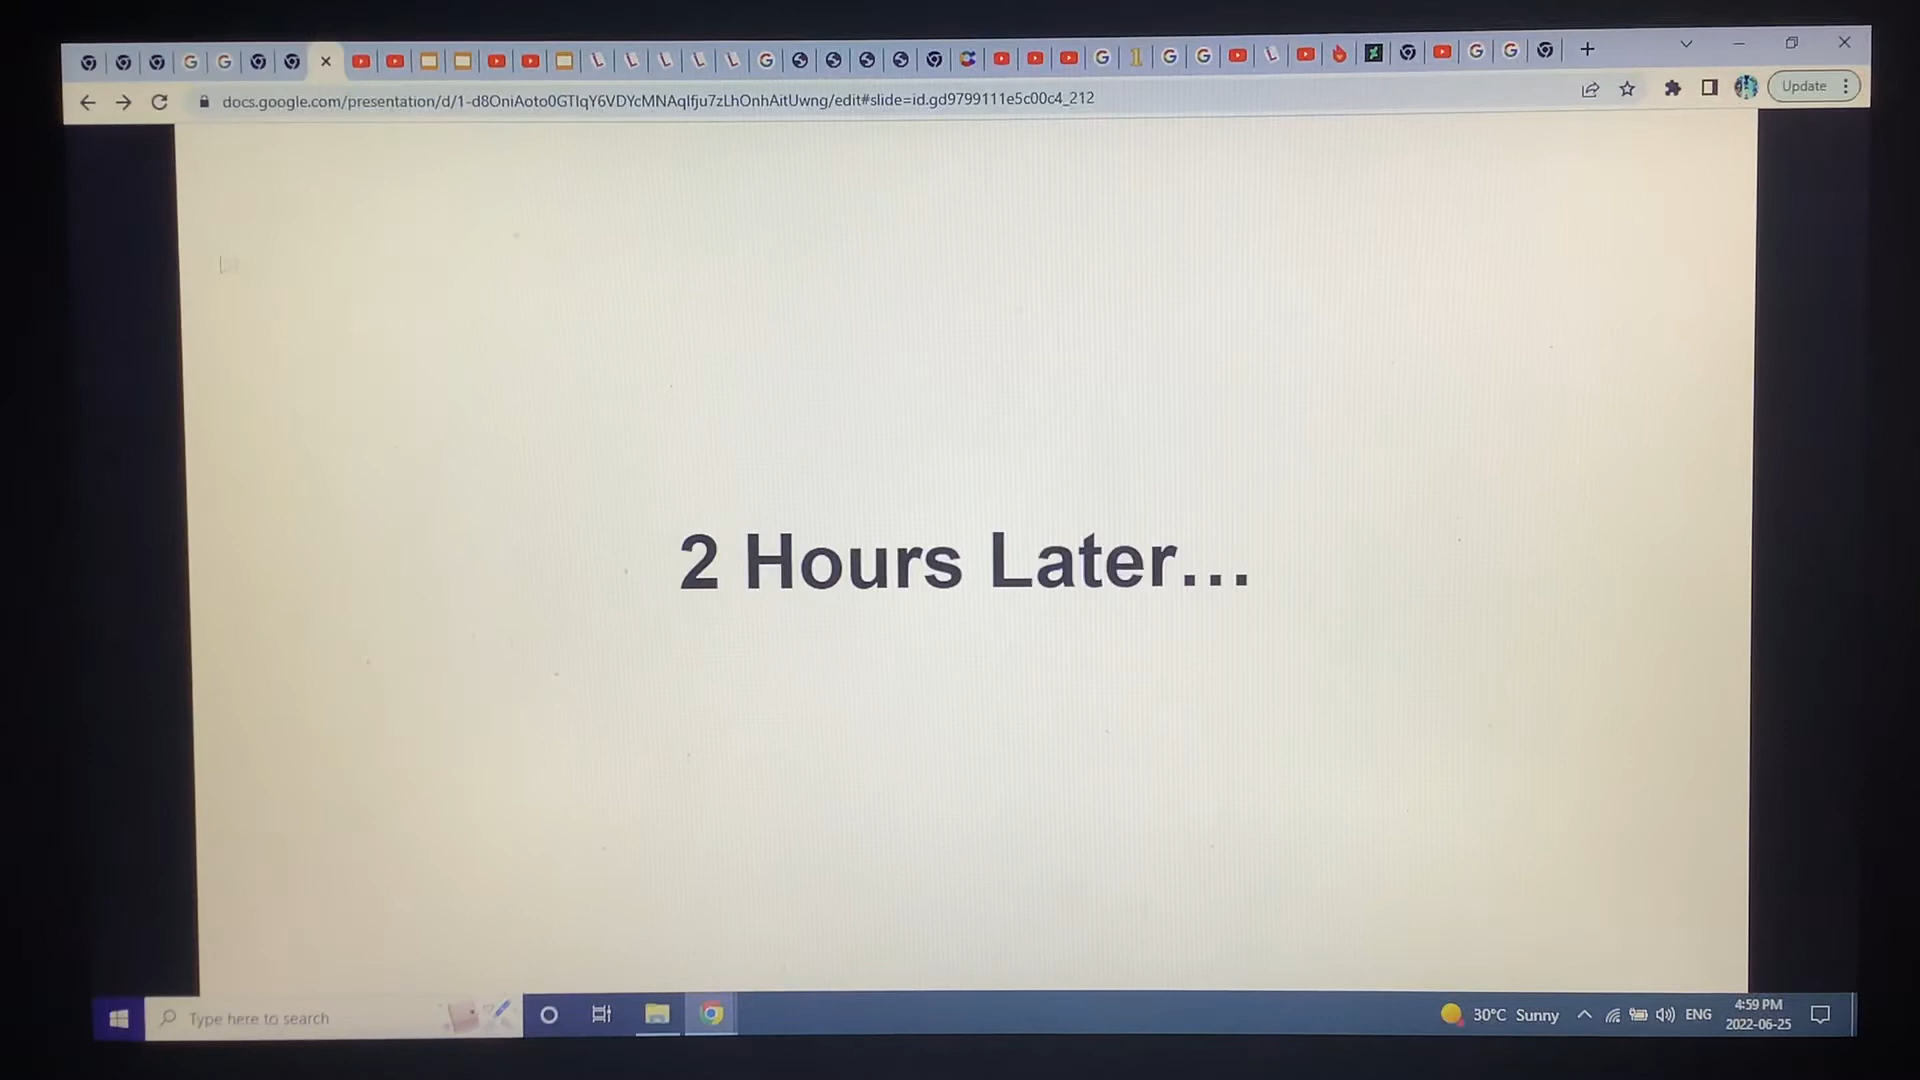 docs.google.com/presentation/d/1-d8OniAoto0GTIqY6VDYcMNAqIfju7zLhOnhAitUwng/edit#slide=id.gd9799111e5c00c4_212
Update
2 Hours Later...
Type here to search
30°C Sunny
ENG
4:59 PM
2022-06-25